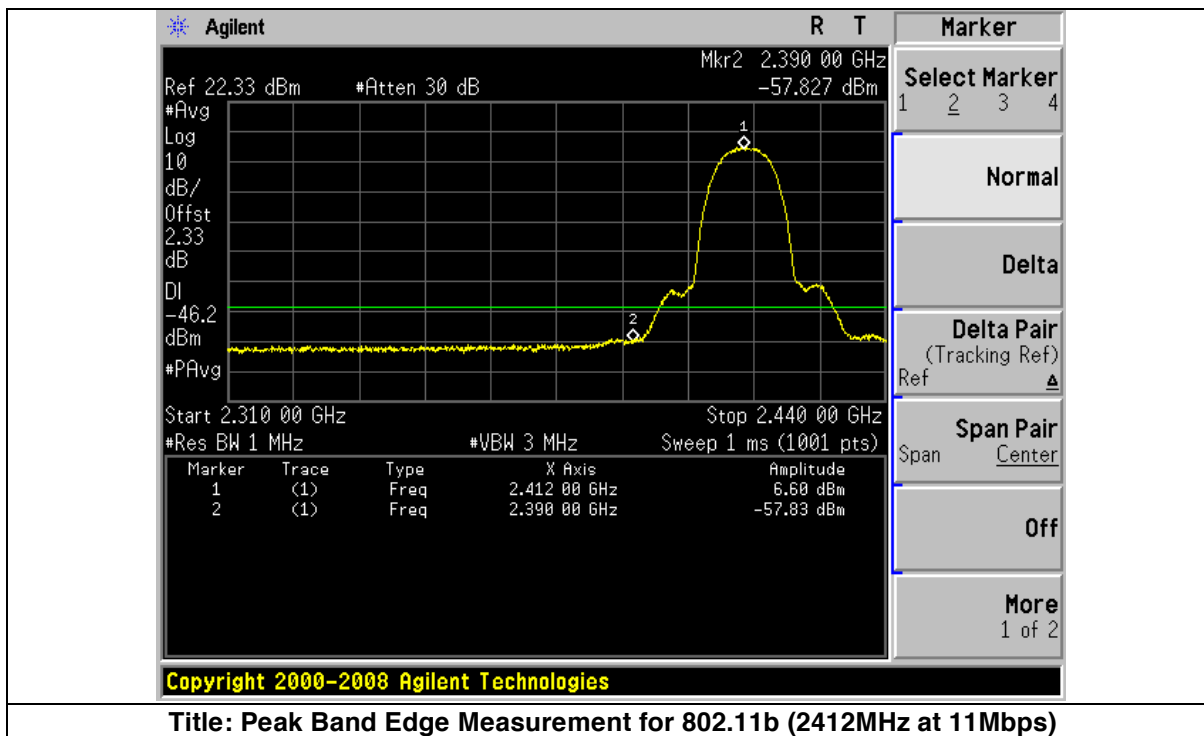 Agilent R T
Marker
Mkr2 2.390 00 GHz
Ref 22.33 dBm #Atten 30 dB -57.827 dBm
#Avg
Log
10
dB/
Offst
2.33
dB
DI
-46.2
dBm
#PAvg
1
2
Start 2.310 00 GHz Stop 2.440 00 GHz
#Res BW 1 MHz #VBW 3 MHz Sweep 1 ms (1001 pts)
Marker Trace Type X Axis Amplitude
1 (1) Freq 2.412 00 GHz 6.60 dBm
2 (1) Freq 2.390 00 GHz -57.83 dBm
Select Marker
1 2 3 4
Normal
Delta
Delta Pair
(Tracking Ref)
Ref Δ
Span Pair
Span Center
Off
More
1 of 2
Copyright 2000-2008 Agilent Technologies
Title: Peak Band Edge Measurement for 802.11b (2412MHz at 11Mbps)